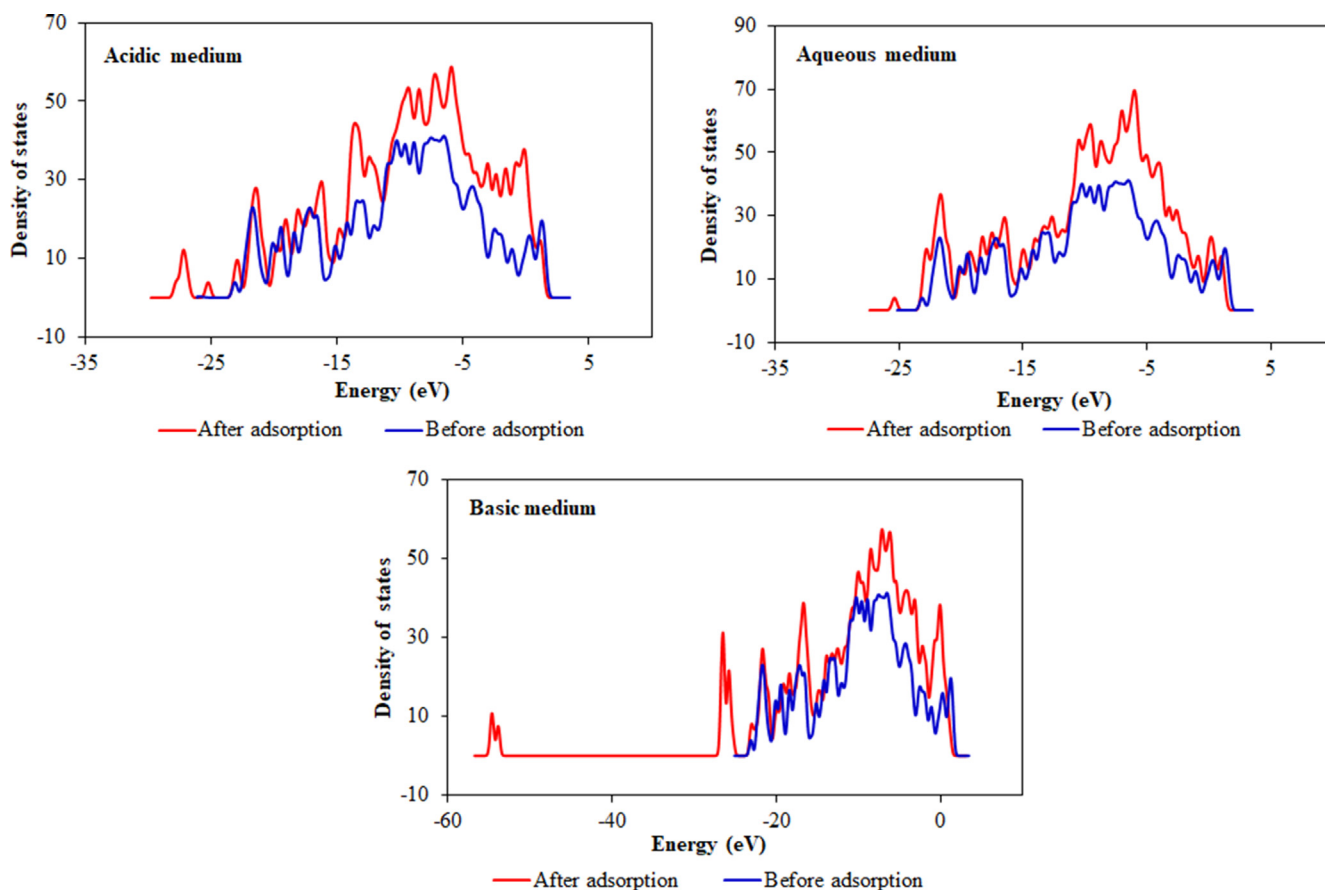 Acidic medium
Density of states
70
50
30
10
-10
-35
-25
-15
-5
5
Energy (eV)
After adsorption
Before adsorption
Aqueous medium
Density of states
90
70
50
30
10
-10
-35
-25
-15
-5
5
Energy (eV)
After adsorption
Before adsorption
Basic medium
Density of states
70
50
30
10
-10
-60
-40
-20
0
Energy (eV)
After adsorption
Before adsorption